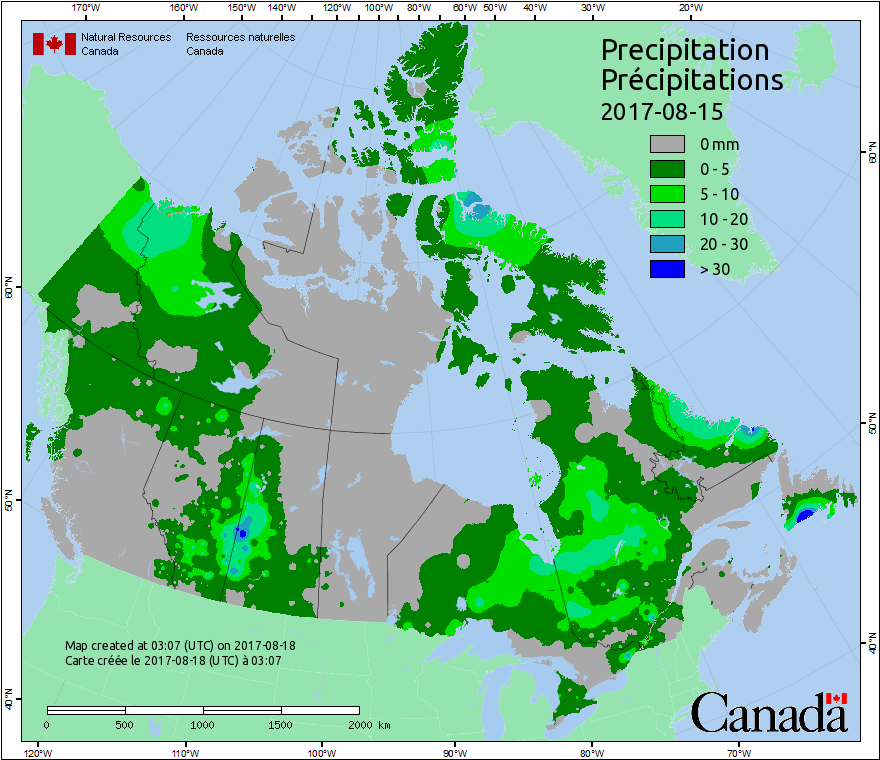 170°W 160°W 150°W 140°W 130°W 120°W 110°W 100°W 90°W 80°W 60°W 50°W 40°W 30°W 20°W
Natural Resources Ressources naturelles
Canada Canada
Precipitation
Précipitations
2017-08-15
0 mm
0 - 5
5 - 10
10 - 20
20 - 30
> 30
60°N
60°N
50°N
50°N
40°N
40°N
Map created at 03:07 (UTC) on 2017-08-18
Carte créée le 2017-08-18 (UTC) à 03:07
0 500 1000 1500 2000 km
Canada
120°W 110°W 100°W 90°W 80°W 70°W